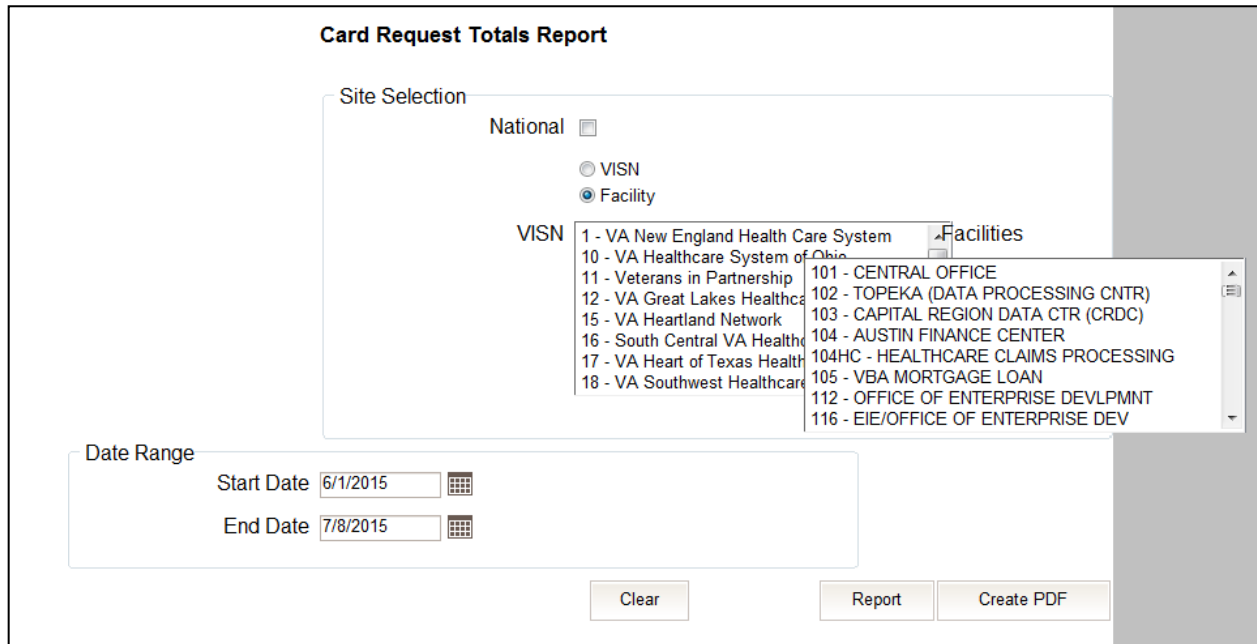 Card Request Totals Report
Site Selection
National
VISN
Facility
VISN
1 - VA New England Health Care System
10 - VA Healthcare System of Ohio
11 - Veterans in Partnership
12 - VA Great Lakes Healthca
15 - VA Heartland Network
16 - South Central VA Healthc
17 - VA Heart of Texas Health
18 - VA Southwest Healthcare
Facilities
101 - CENTRAL OFFICE
102 - TOPEKA (DATA PROCESSING CNTR)
103 - CAPITAL REGION DATA CTR (CRDC)
104 - AUSTIN FINANCE CENTER
104HC - HEALTHCARE CLAIMS PROCESSING
105 - VBA MORTGAGE LOAN
112 - OFFICE OF ENTERPRISE DEVLPMNT
116 - EIE/OFFICE OF ENTERPRISE DEV
Date Range
Start Date 6/1/2015
End Date 7/8/2015
Clear Report Create PDF